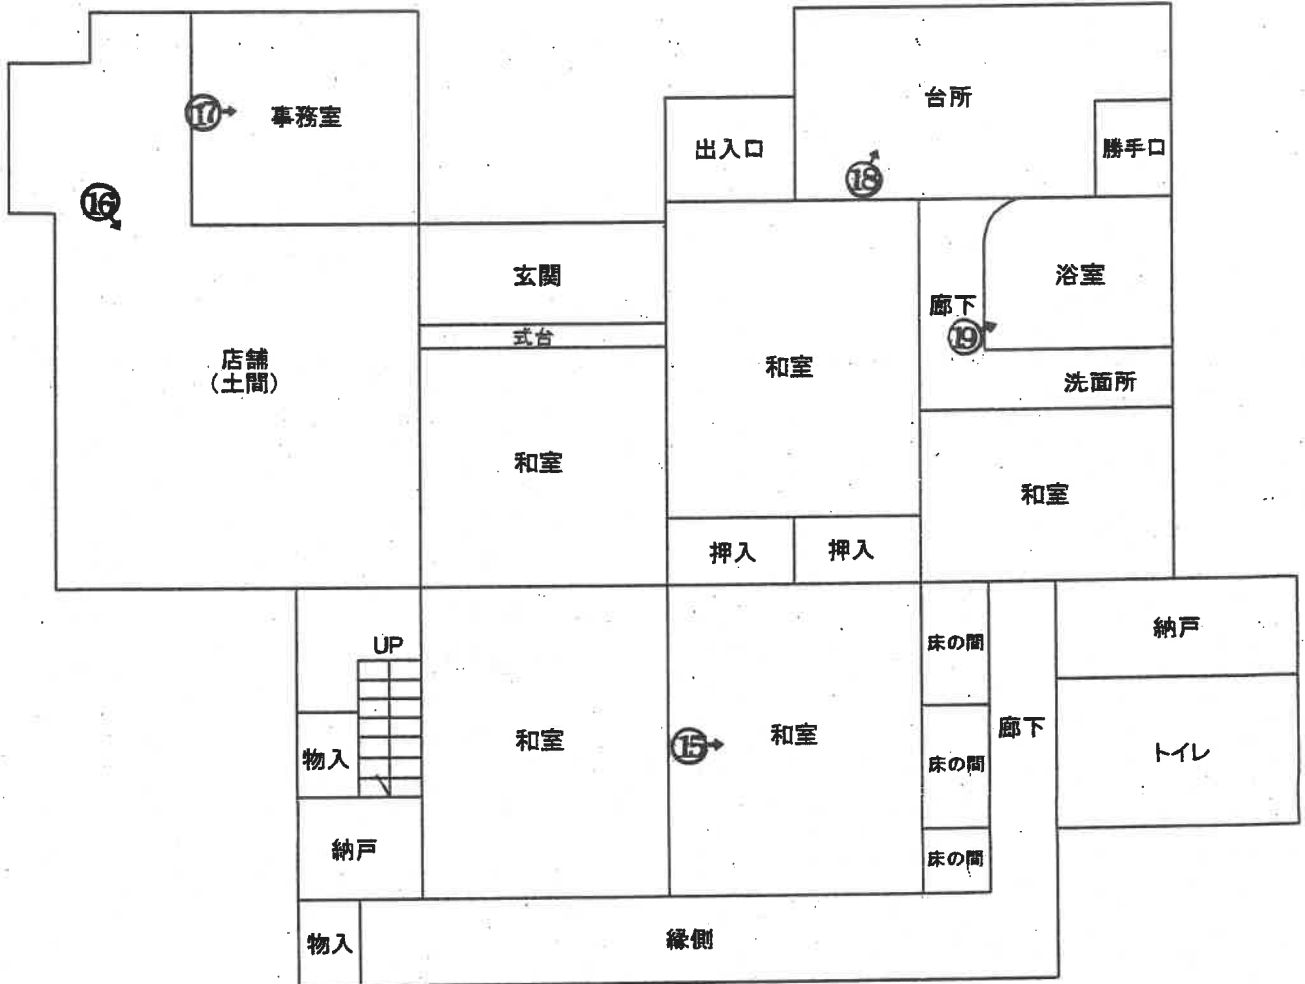 事務室
⑰
台所
出入口
勝手口
⑱
⑯
玄関
浴室
廊下
式台
⑲
店舗
(土間)
和室
洗面所
和室
和室
押入
押入
UP
床の間
納戸
物入
和室
⑮
和室
床の間
廊下
トイレ
納戸
床の間
物入
縁側